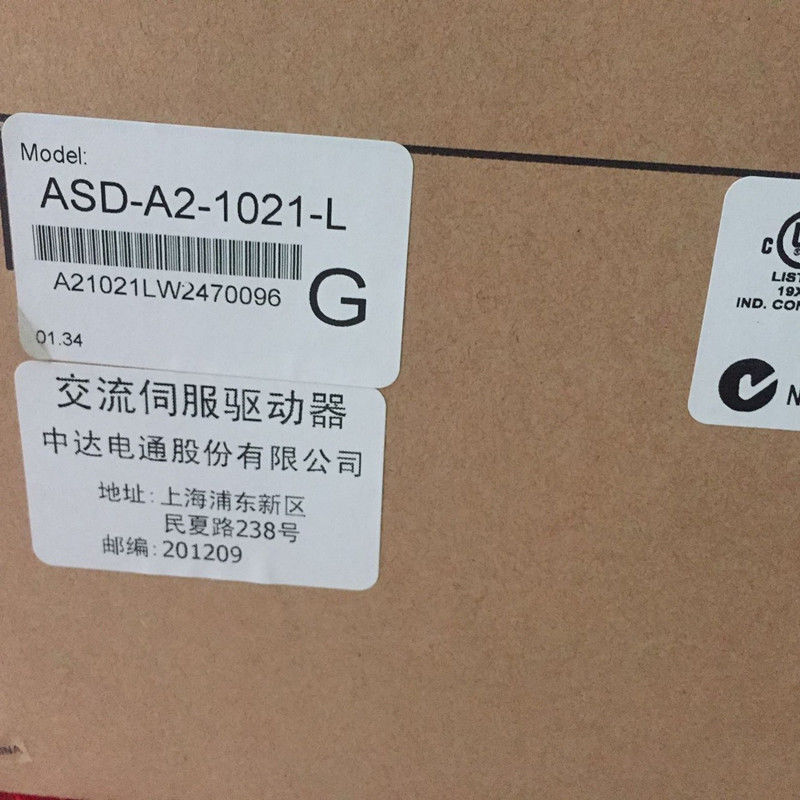 Model:
ASD-A2-1021-L
A21021LW2470096
G
01.34
交流伺服驱动器
中达电通股份有限公司
地址:上海浦东新区
民夏路238号
邮编:201209
C
IND.
N